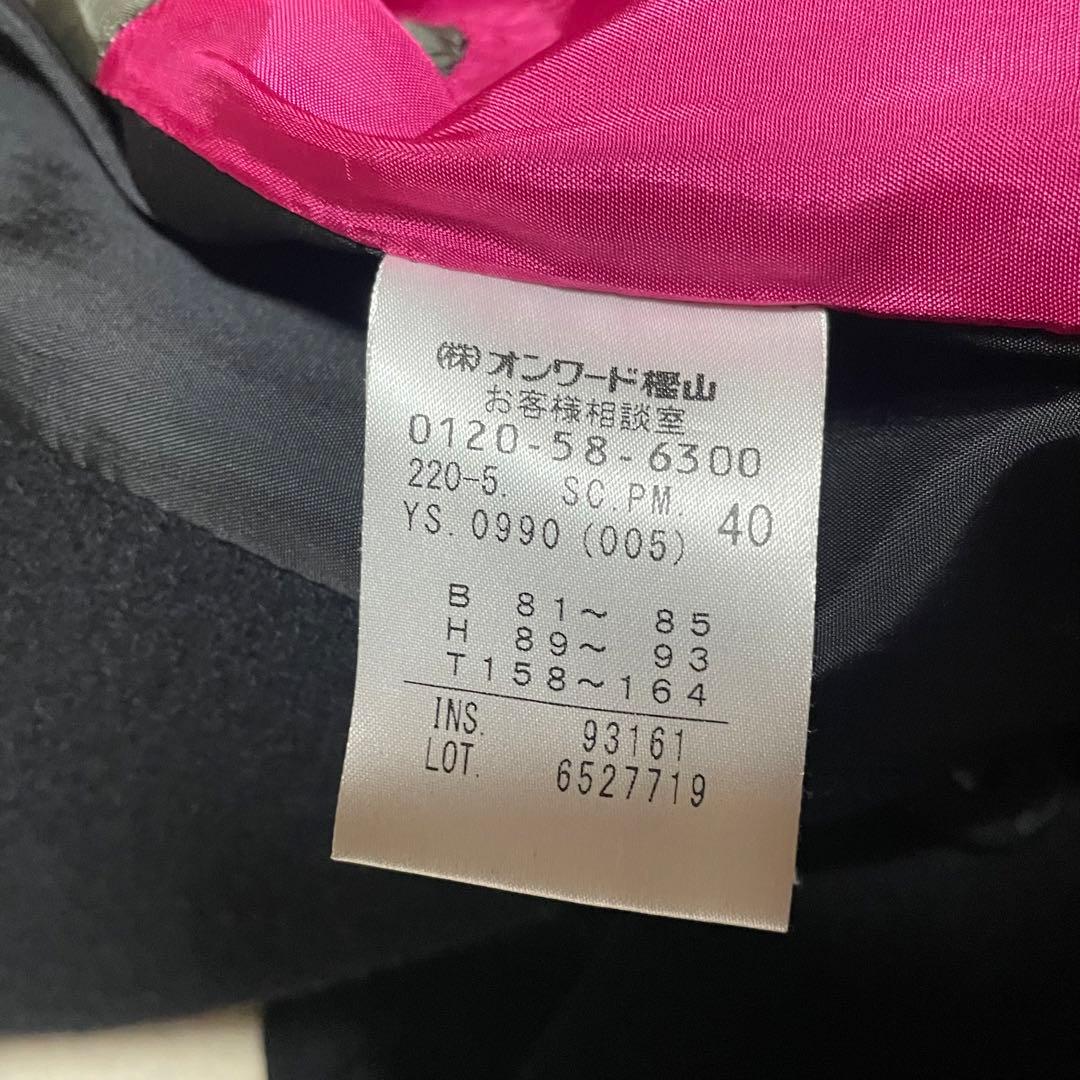 (株)オンワード樫山
お客様相談室
0120-58-6300
220-5. SC.PM. 40
YS.0990 (005)
B 81~ 85
H 89~ 93
T158~164
INS. 93161
LOT. 6527719